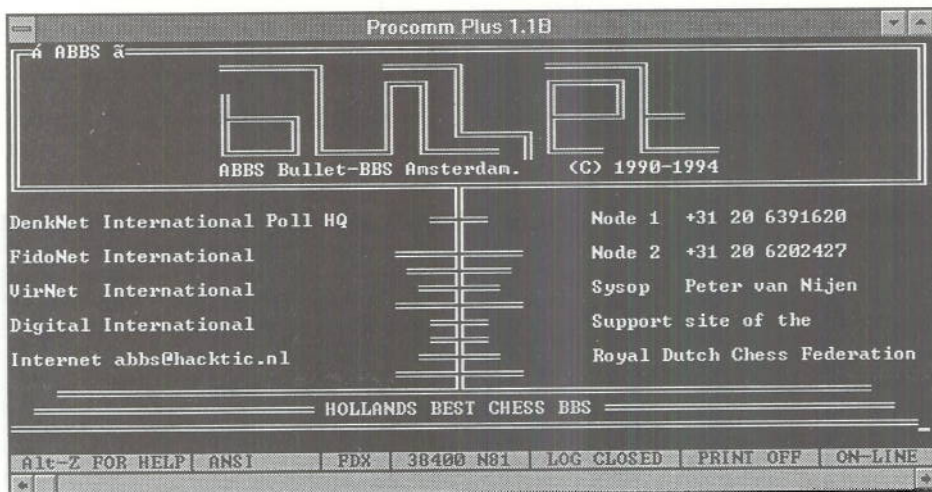 Procomm Plus 1.1B
Á ABBS ã
ABBS Bullet-BBS Amsterdam. (C) 1990-1994
DenkNet International Poll HQ
FidoNet International
VirNet International
Digital International
Internet abbs@hacktic.nl
Node 1 +31 20 6391620
Node 2 +31 20 6202427
Sysop Peter van Nijen
Support site of the
Royal Dutch Chess Federation
HOLLANDS BEST CHESS BBS
Alt-Z FOR HELP ANSI FDX 38400 N81 LOG CLOSED PRINT OFF ON-LINE